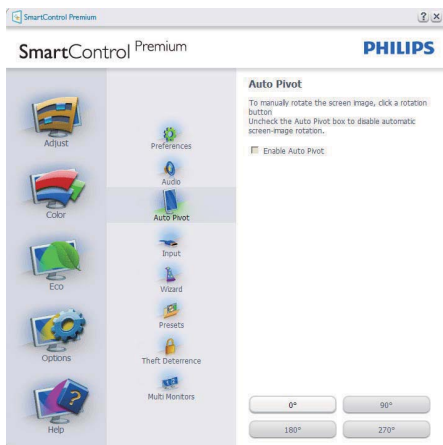 SmartControl Premium
? ×
SmartControl Premium
PHILIPS
Adjust
Color
Eco
Options
Help
Preferences
Audio
Auto Pivot
Input
Wizard
Presets
Theft Deterrence
Multi Monitors
Auto Pivot
To manually rotate the screen image, click a rotation
button
Uncheck the Auto Pivot box to disable automatic
screen-image rotation.
Enable Auto Pivot
0° 90°
180° 270°